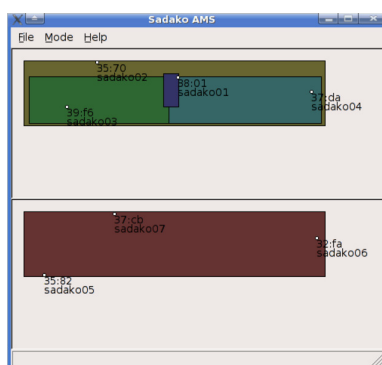 Sadako AMS
File Mode Help
35:70
sadako02
38:01
sadako01
37:da
sadako04
39:f6
sadako03
37:cb
sadako07
32:fa
sadako06
35:82
sadako05